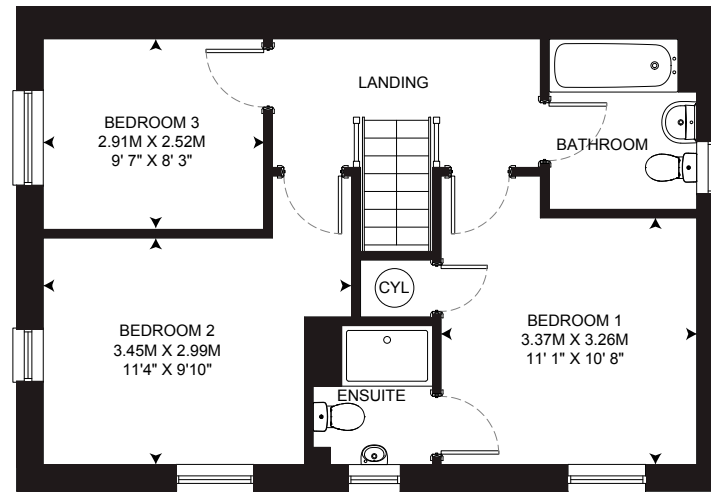 LANDING
BEDROOM 3
2.91M X 2.52M
9' 7" X 8' 3"
BATHROOM
CYL
BEDROOM 2
3.45M X 2.99M
11'4" X 9'10"
BEDROOM 1
3.37M X 3.26M
11' 1" X 10' 8"
ENSUITE